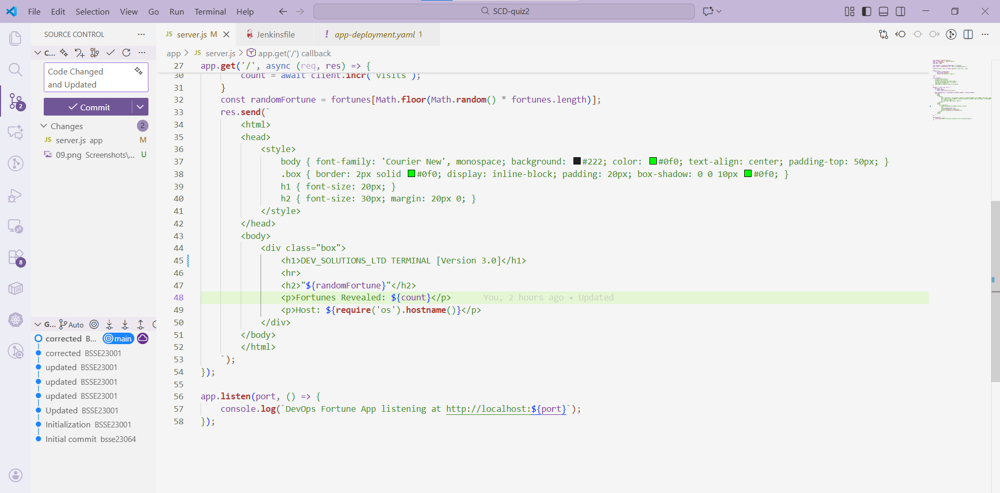 File Edit Selection View Go Run Terminal Help
SCD-quiz2
SOURCE CONTROL
C...
Code Changed
and Updated
Commit
Changes 2
JS server.js app M
09.png Screenshots\... U
2
8
G... Auto
corrected B... main
corrected BSSE23001
updated BSSE23001
updated BSSE23001
updated BSSE23001
Updated BSSE23001
Initialization BSSE23001
Initial commit bsse23064
JS server.js M
Jenkinsfile
! app-deployment.yaml 1
app > JS server.js > app.get('/') callback
27 app.get('/', async (req, res) => {
30 count = await client.incr('visits');
31 }
32 const randomFortune = fortunes[Math.floor(Math.random() * fortunes.length)];
33 res.send(`
34 <html>
35 <head>
36 <style>
37 body { font-family: 'Courier New', monospace; background: #222; color: #0f0; text-align: center; padding-top: 50px; }
38 .box { border: 2px solid #0f0; display: inline-block; padding: 20px; box-shadow: 0 0 10px #0f0; }
39 h1 { font-size: 20px; }
40 h2 { font-size: 30px; margin: 20px 0; }
41 </style>
42 </head>
43 <body>
44 <div class="box">
45 <h1>DEV_SOLUTIONS_LTD TERMINAL [Version 3.0]</h1>
46 <hr>
47 <h2>"${randomFortune}"</h2>
48 <p>Fortunes Revealed: ${count}</p> You, 2 hours ago • Updated
49 <p>Host: ${require('os').hostname()}</p>
50 </div>
51 </body>
52 </html>
53 `);
54 });
55
56 app.listen(port, () => {
57 console.log(`DevOps Fortune App listening at http://localhost:${port}`);
58 });